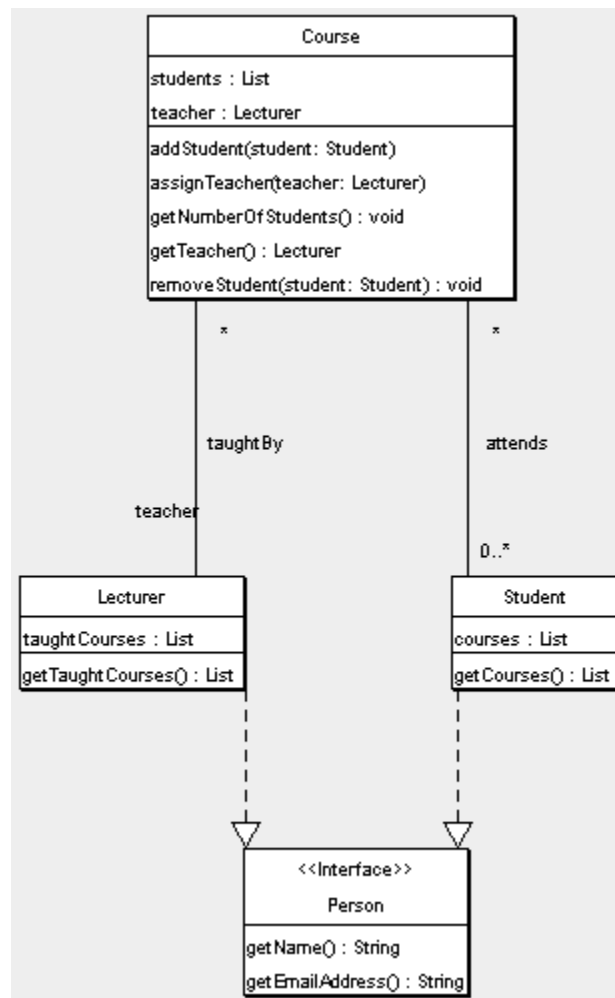 Course
students : List
teacher : Lecturer
addStudent(student: Student)
assignTeacher(teacher: Lecturer)
getNumberOfStudents() : void
getTeacher() : Lecturer
removeStudent(student: Student) : void
* *
taughtBy attends
teacher
0..*
Lecturer
taughtCourses : List
getTaughtCourses() : List
Student
courses : List
getCourses() : List
<<Interface>>
Person
getName() : String
getEmailAddress() : String